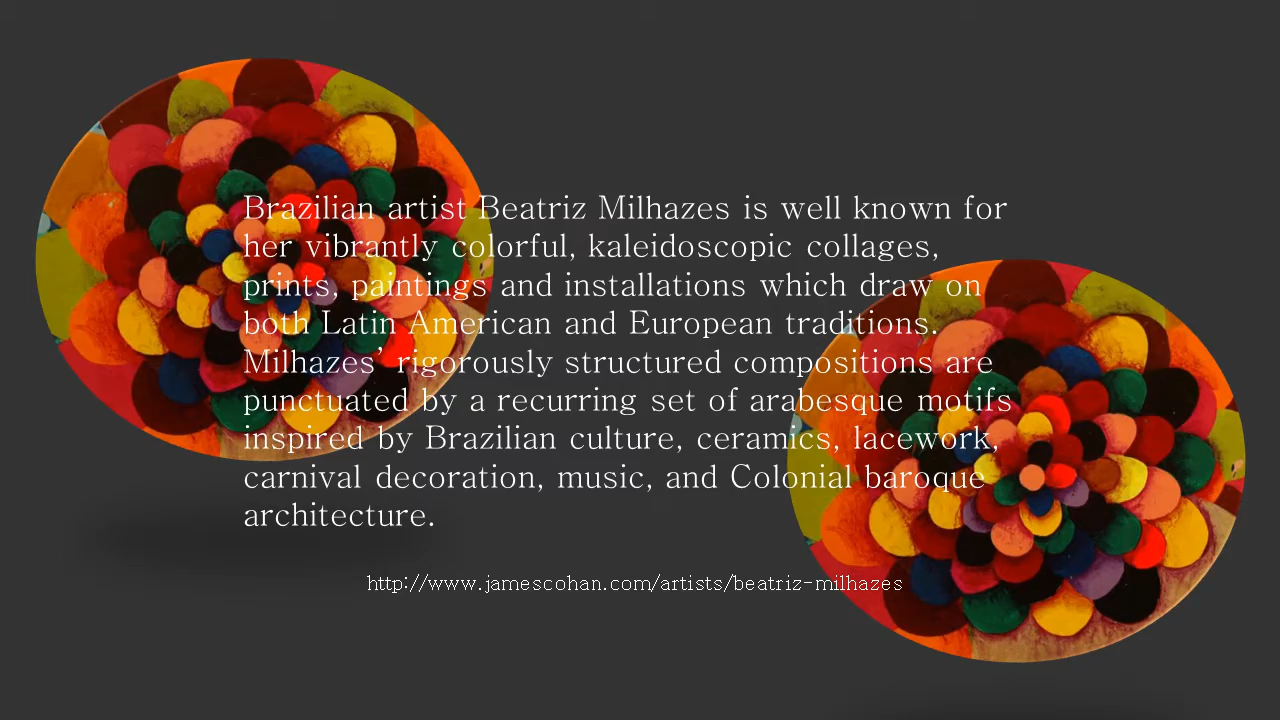 Brazilian artist Beatriz Milhazes is well known for
her vibrantly colorful, kaleidoscopic collages,
prints, paintings and installations which draw on
both Latin American and European traditions.
Milhazes’ rigorously structured compositions are
punctuated by a recurring set of arabesque motifs
inspired by Brazilian culture, ceramics, lacework,
carnival decoration, music, and Colonial baroque
architecture.
http://www.jamescohan.com/artists/beatriz-milhazes